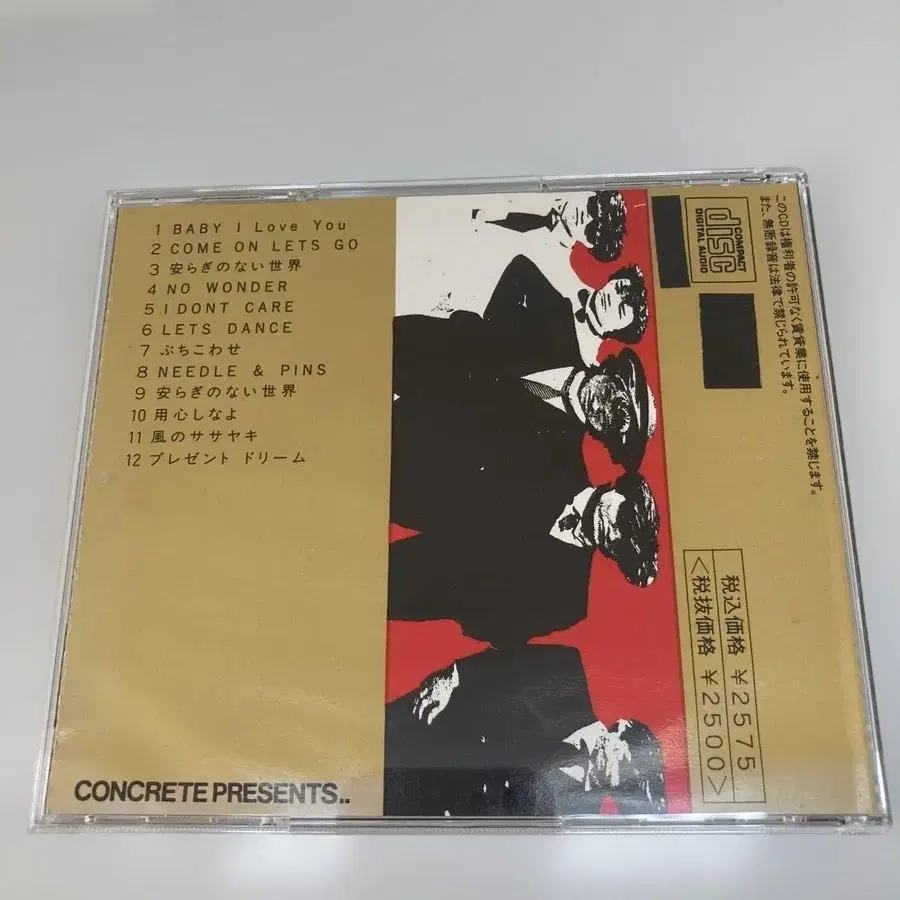 1 BABY I Love You
2 COME ON LETS GO
3 安らぎのない世界
4 NO WONDER
5 I DONT CARE
6 LETS DANCE
7 ぶちこわせ
8 NEEDLE & PINS
9 安らぎのない世界
10 用心しなよ
11 風のササヤキ
12 プレゼント ドリーム
CONCRETE PRESENTS..
COMPACT
disc
DIGITAL AUDIO
このCDは権利者の許可なく賃貸業に使用することを禁じます。
また、無断録音は法律で禁じられています。
税込価格 ¥2575
<税抜価格 ¥2500>